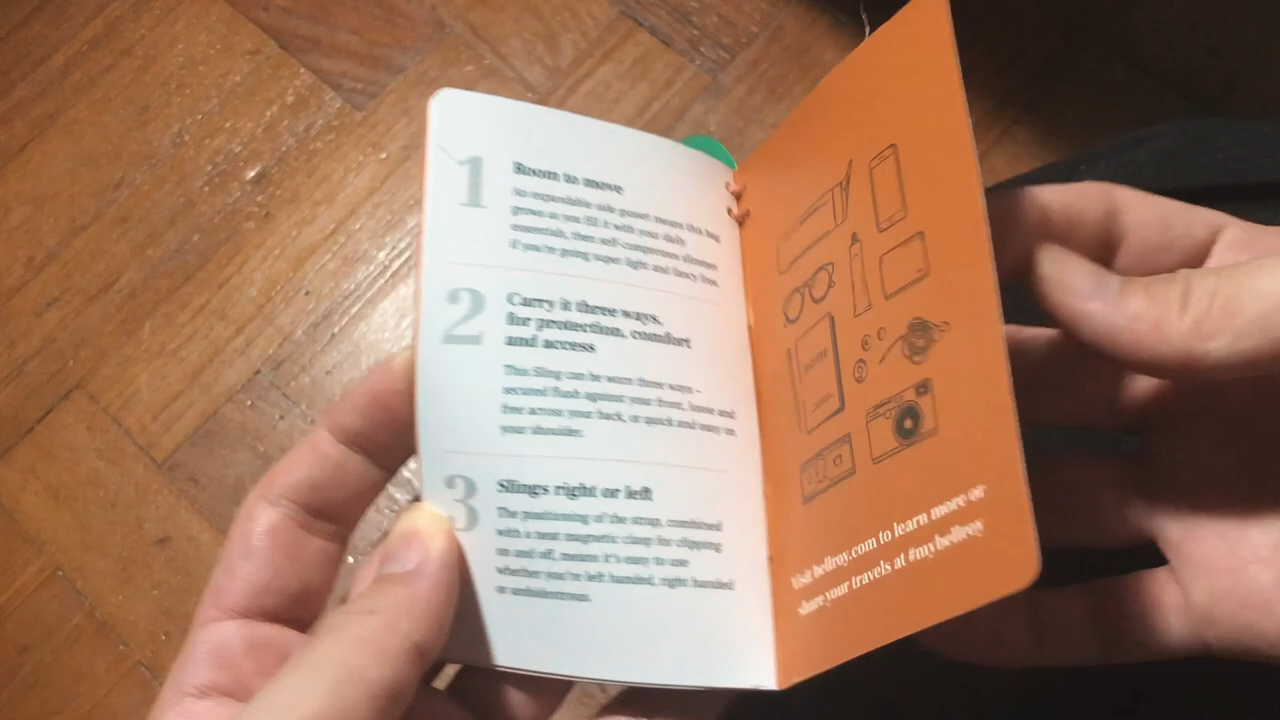 1
Room to move
An expandable side gusset means this bag
grows as you fill it with your daily
essentials, then self-compresses slimmer
if you're going super light and fancy free.
2
Carry it three ways,
for protection, comfort
and access
This Sling can be worn three ways –
secured flush against your front, loose and
free across your back, or quick and easy on
your shoulder.
3
Slings right or left
The positioning of the strap, combined
with a neat magnetic clasp for clipping
on and off, means it's easy to use
whether you're left handed, right handed
or ambidextrous.
Visit bellroy.com to learn more or
share your travels at #mybellroy